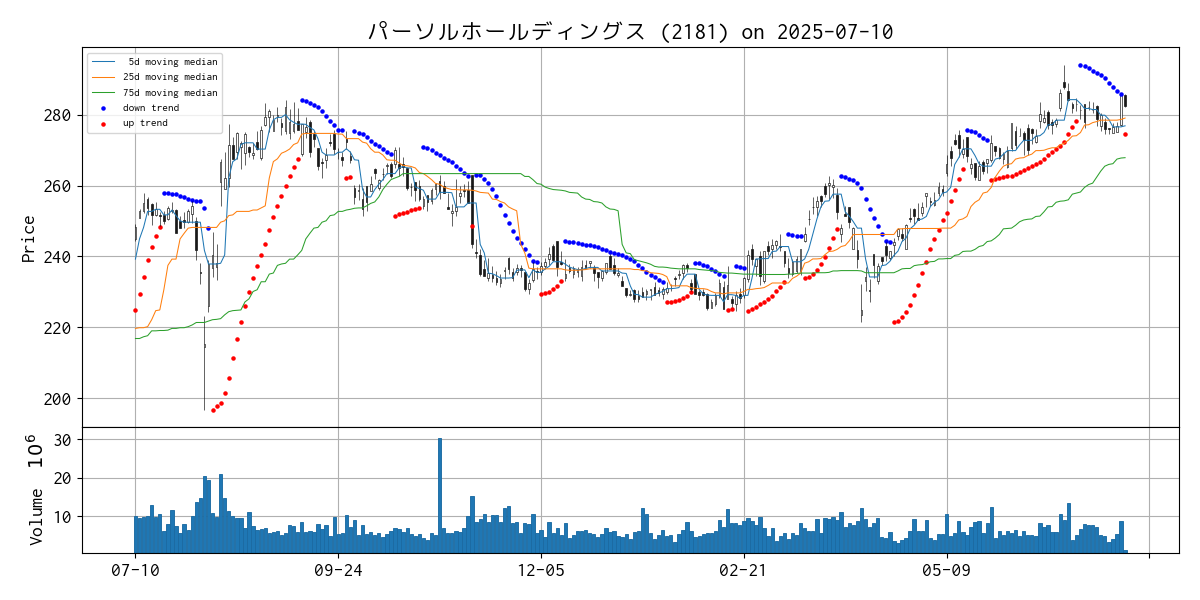 パーソルホールディングス (2181) on 2025-07-10
5d moving median
25d moving median
75d moving median
down trend
up trend
Price
280
260
240
220
200
Volume 10^6
30
20
10
07-10
09-24
12-05
02-21
05-09